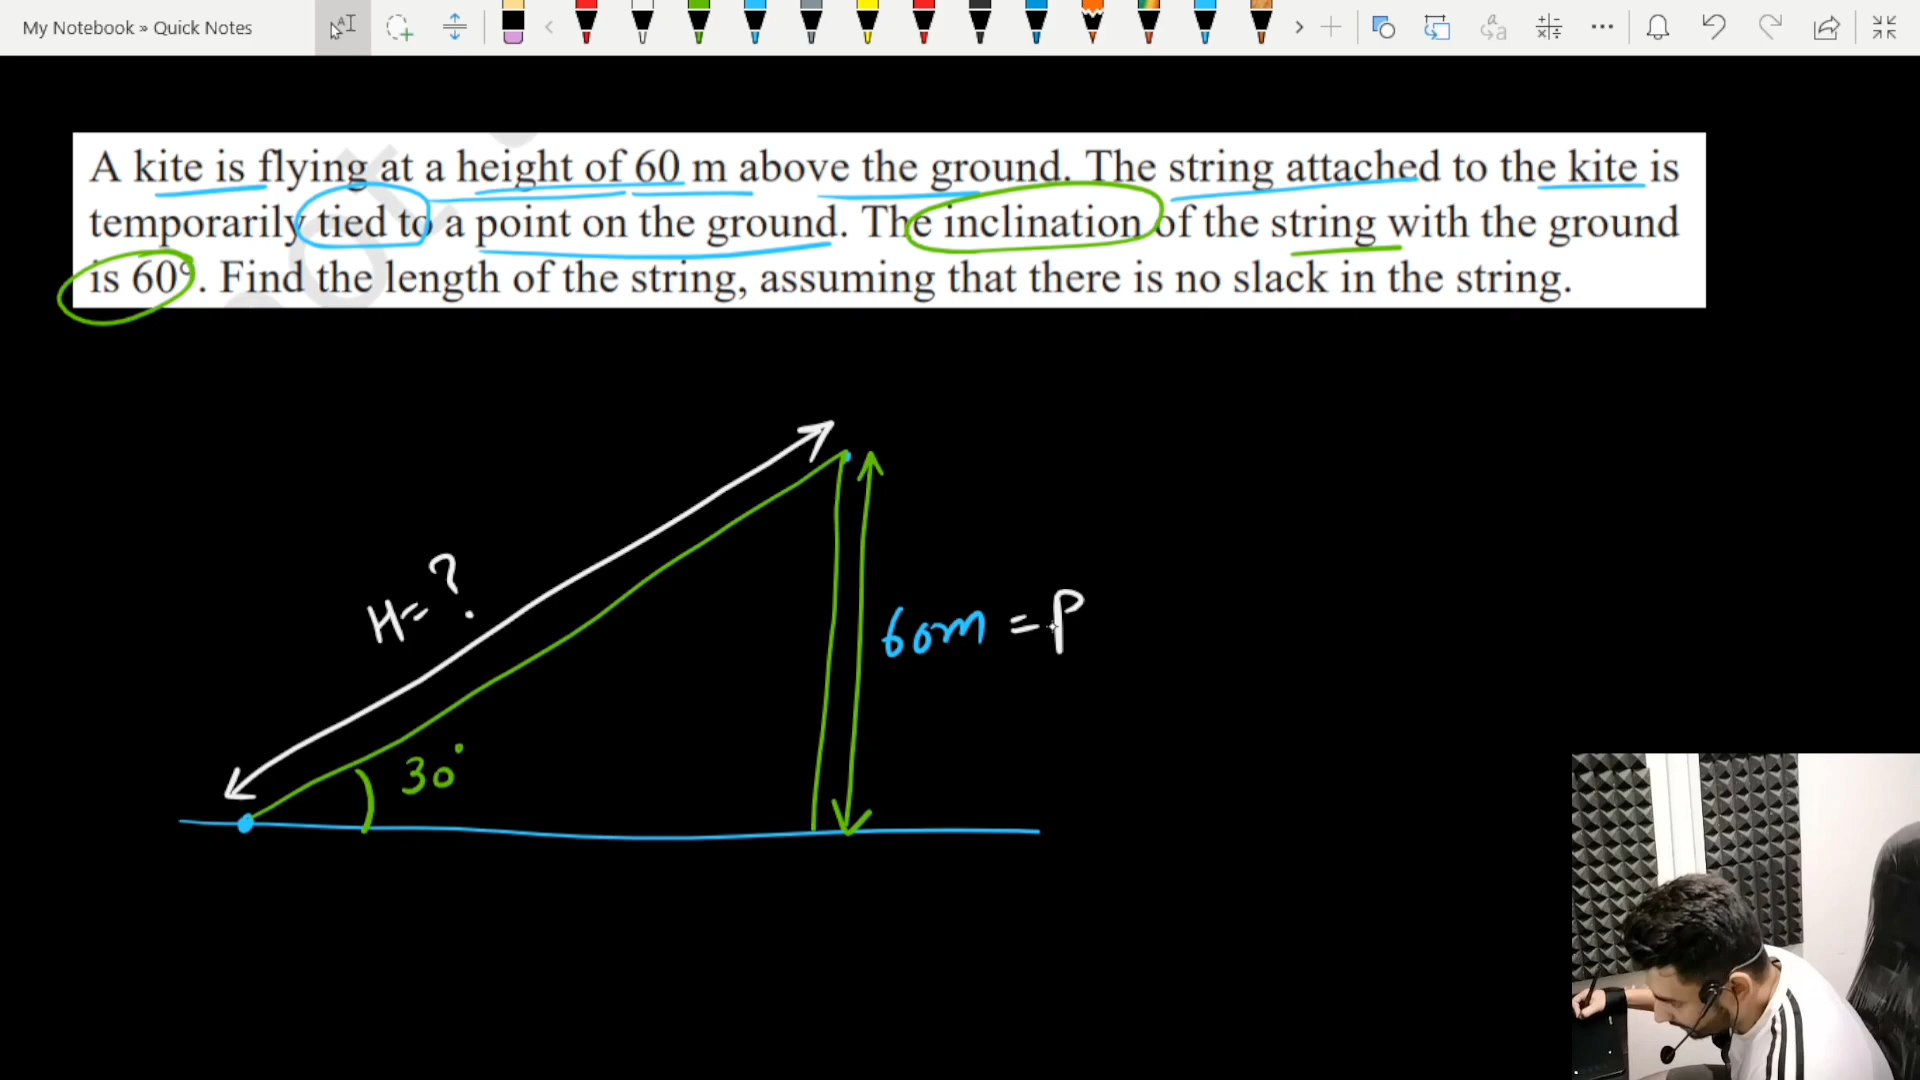 My Notebook » Quick Notes
A kite is flying at a height of 60 m above the ground. The string attached to the kite is
temporarily tied to a point on the ground. The inclination of the string with the ground
is 60°. Find the length of the string, assuming that there is no slack in the string.
H=?
60m = P
30°